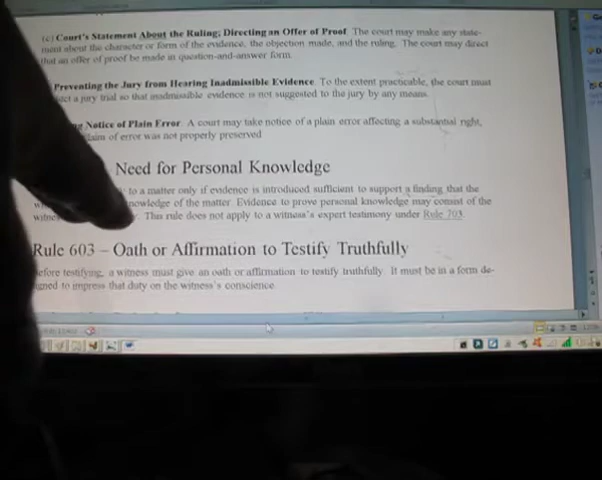 (c) Court's Statement About the Ruling; Directing an Offer of Proof. The court may make any state-
ment about the character or form of the evidence, the objection made, and the ruling. The court may direct
that an offer of proof be made in question-and-answer form.
Preventing the Jury from Hearing Inadmissible Evidence. To the extent practicable, the court must
a jury trial so that inadmissible evidence is not suggested to the jury by any means.
Notice of Plain Error. A court may take notice of a plain error affecting a substantial right,
claim of error was not properly preserved
Need for Personal Knowledge
to a matter only if evidence is introduced sufficient to support a finding that the
knowledge of the matter. Evidence to prove personal knowledge may consist of the
This rule does not apply to a witness's expert testimony under Rule 703.
Rule 603 – Oath or Affirmation to Testify Truthfully
Before testifying, a witness must give an oath or affirmation to testify truthfully. It must be in a form de-
signed to impress that duty on the witness's conscience.